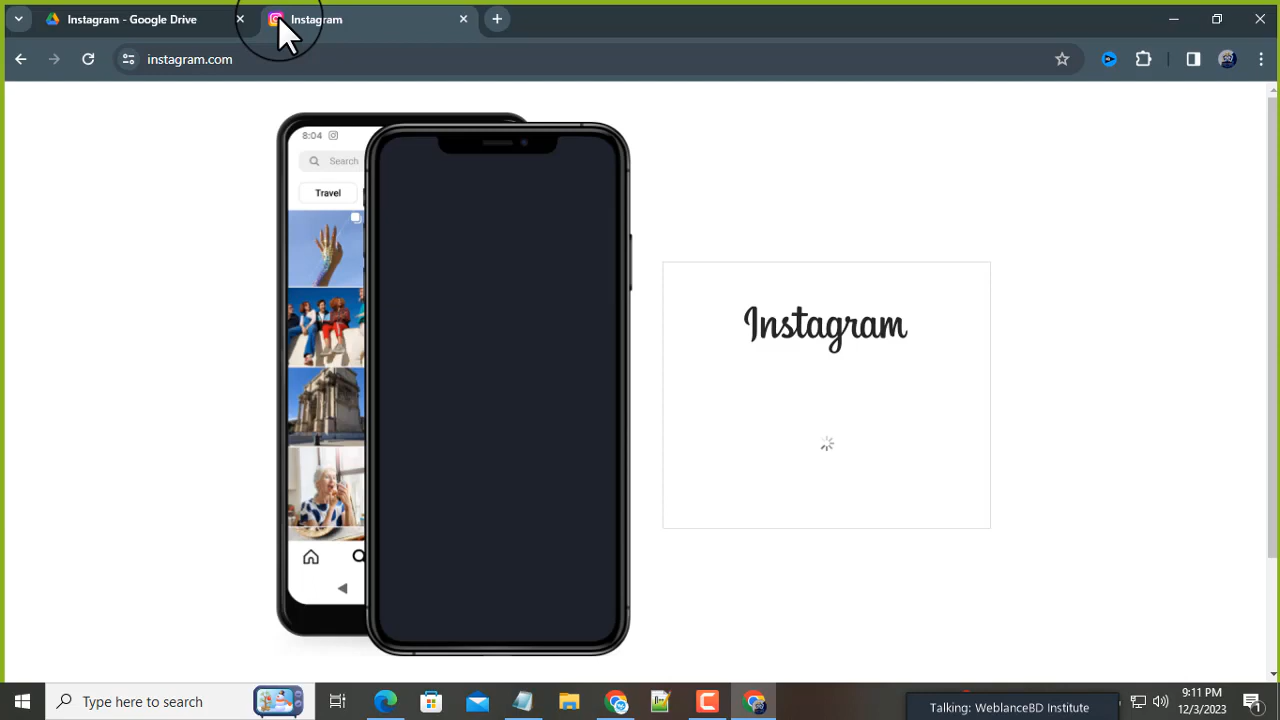 Instagram - Google Drive
Instagram
instagram.com
8:04
Search
Travel
Instagram
Type here to search
Talking: WeblanceBD Institute
9:11 PM
12/3/2023
1